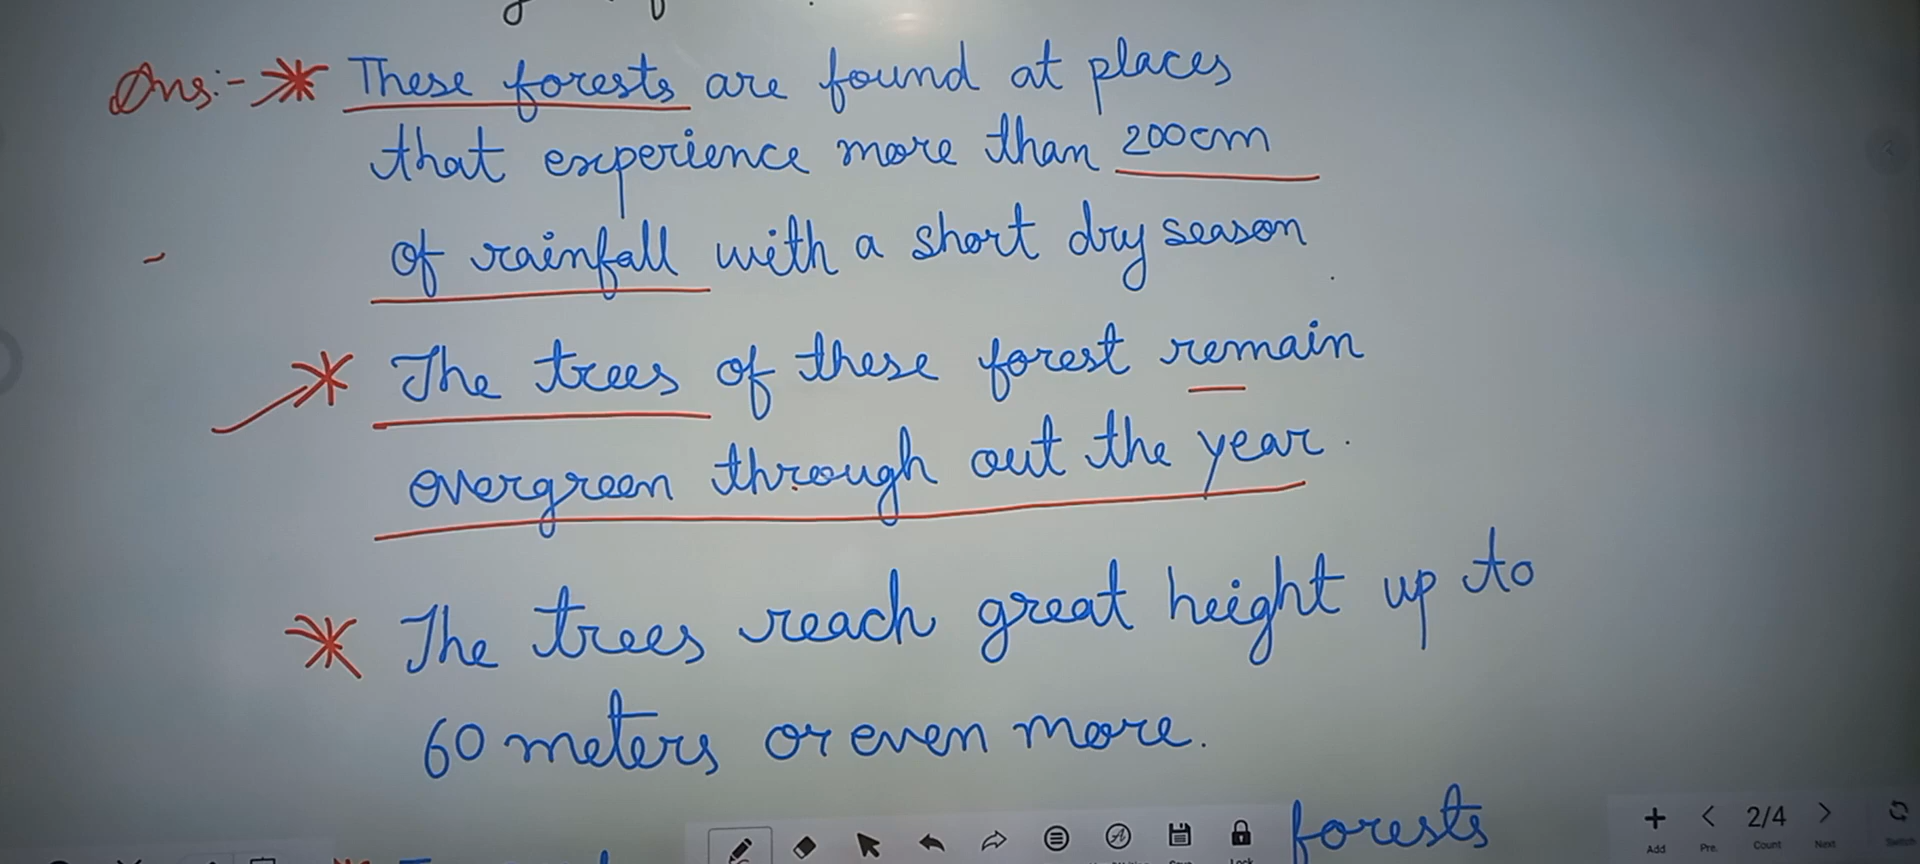 Ans:- * These forests are found at places
that experience more than 200cm
of rainfall with a short dry season
* The trees of these forest remain
evergreen through out the year.
* The trees reach great height up to
60 meters or even more.
forests
Add
Pre.
2/4
Count
Next
Switch
Lock